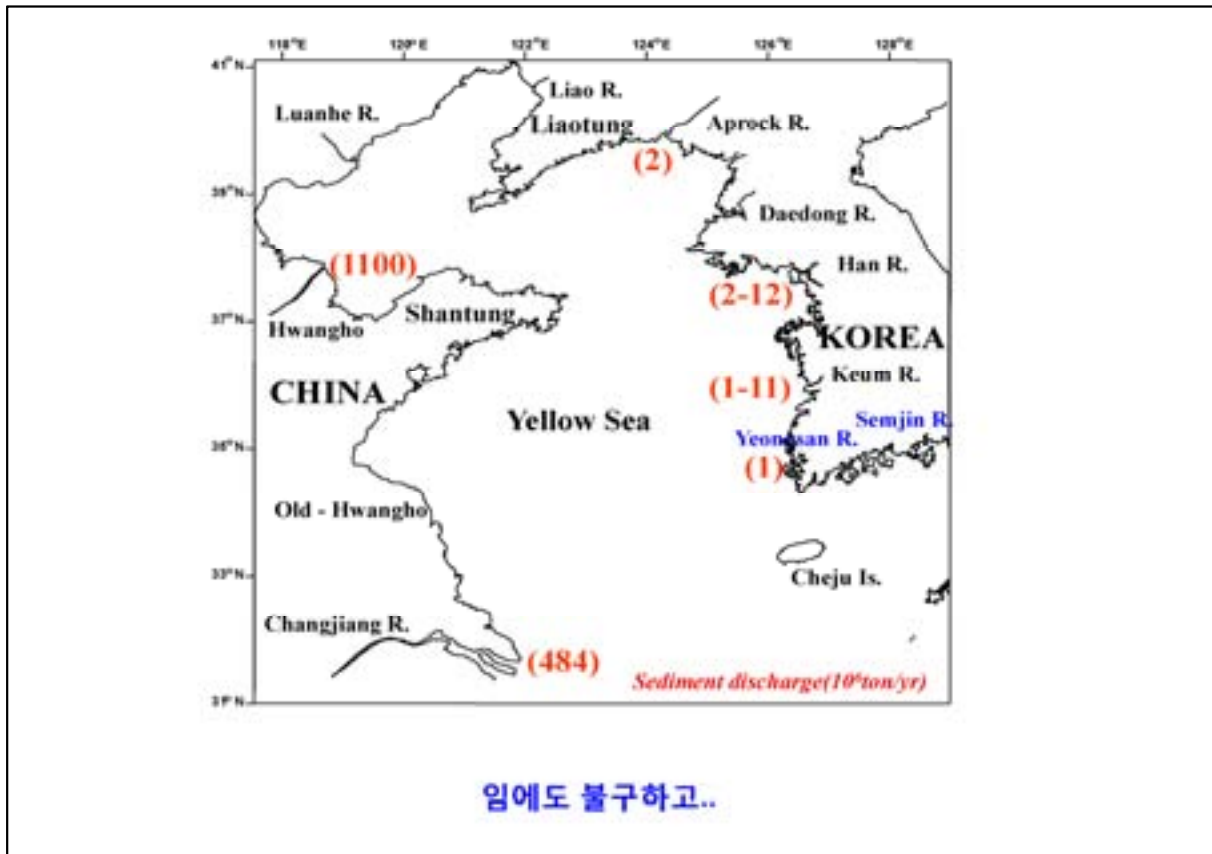 118°E 120°E 122°E 124°E 126°E 128°E
41°N
Liao R.
Luanhe R.
Liaotung
Aprock R.
(2)
39°N
Daedong R.
(1100)
Han R.
(2-12)
Shantung
37°N
Hwangho
KOREA
CHINA
(1-11)
Keum R.
Yellow Sea
Semjin R.
Yeongsan R.
35°N
(1)
Old - Hwangho
33°N
Cheju Is.
Changjiang R.
(484)
Sediment discharge(10⁶ton/yr)
31°N
임에도 불구하고..